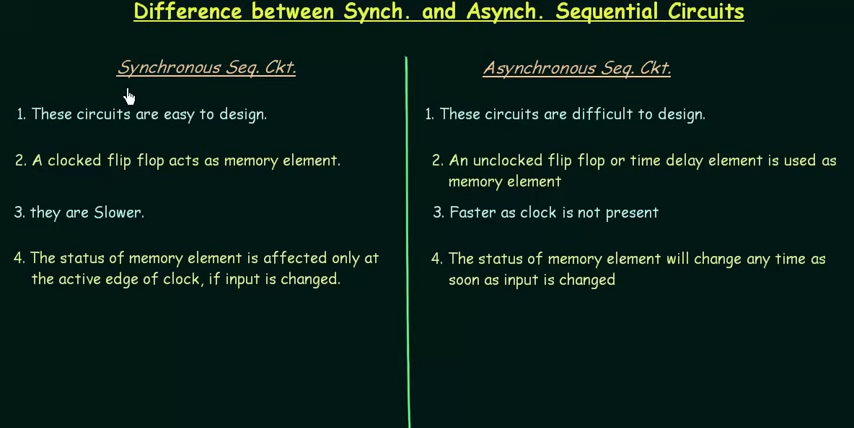 Difference between Synch. and Asynch. Sequential Circuits
Synchronous Seq. Ckt.
1. These circuits are easy to design.
2. A clocked flip flop acts as memory element.
3. they are Slower.
4. The status of memory element is affected only at
the active edge of clock, if input is changed.
Asynchronous Seq. Ckt.
1. These circuits are difficult to design.
2. An unclocked flip flop or time delay element is used as
memory element
3. Faster as clock is not present
4. The status of memory element will change any time as
soon as input is changed